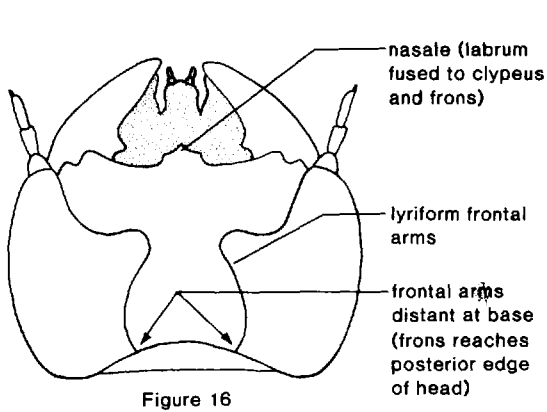 nasale (labrum
fused to clypeus
and frons)
lyriform frontal
arms
frontal arms
distant at base
(frons reaches
posterior edge
of head)
Figure 16